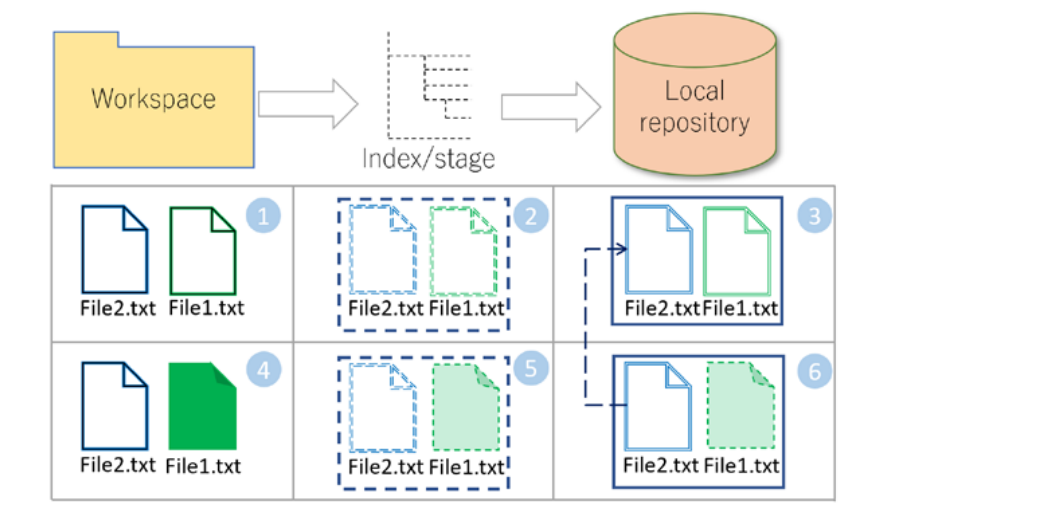 Workspace
Index/stage
Local
repository
1
File2.txt File1.txt
2
File2.txt File1.txt
3
File2.txt File1.txt
4
File2.txt File1.txt
5
File2.txt File1.txt
6
File2.txt File1.txt